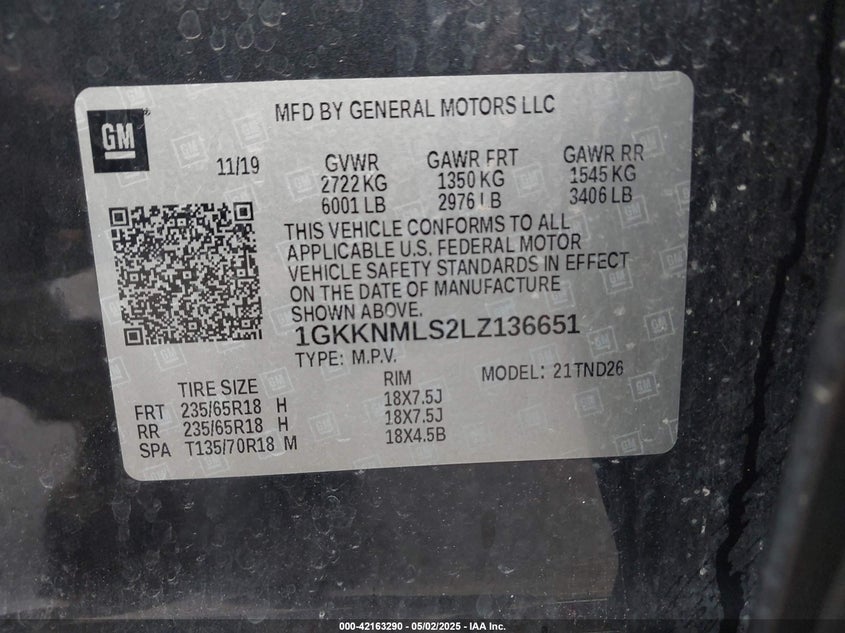 GM
MFD BY GENERAL MOTORS LLC
11/19
GVWR GAWR FRT GAWR RR
2722 KG 1350 KG 1545 KG
6001 LB 2976 LB 3406 LB
THIS VEHICLE CONFORMS TO ALL
APPLICABLE U.S. FEDERAL MOTOR
VEHICLE SAFETY STANDARDS IN EFFECT
ON THE DATE OF MANUFACTURE
SHOWN ABOVE.
1GKKNMLS2LZ136651
TYPE: M.P.V. MODEL: 21TND26
TIRE SIZE RIM
FRT 235/65R18 H 18X7.5J
RR 235/65R18 H 18X7.5J
SPA T135/70R18 M 18X4.5B
000-42163290 - 05/02/2025 - IAA Inc.